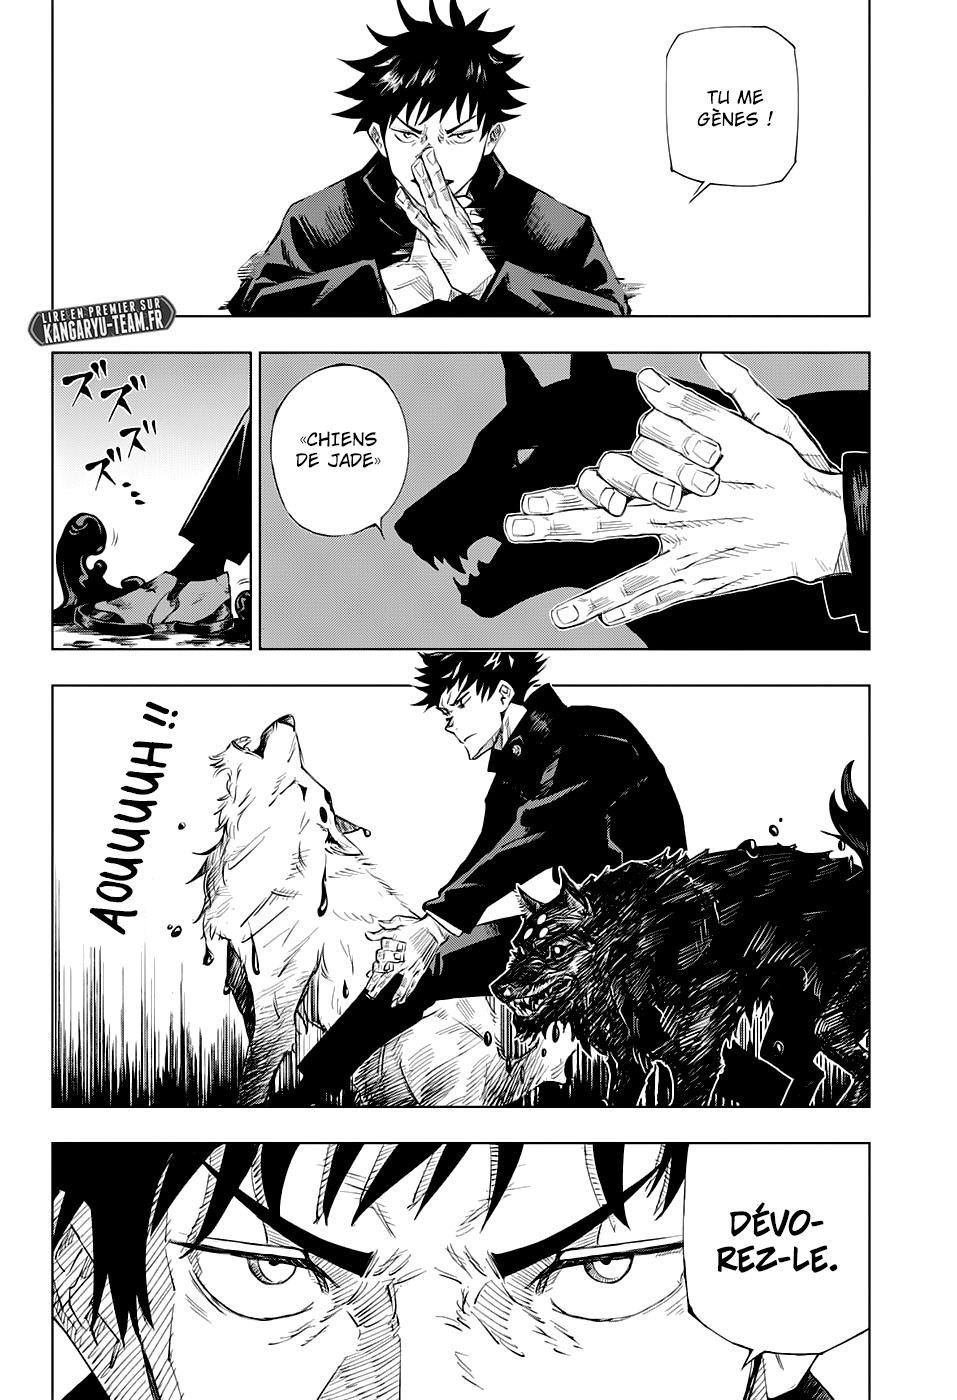 TU ME
GÈNES !
LIRE EN PREMIER SUR
KANGARYU-TEAM.FR
«CHIENS
DE JADE»
ズズズズ...
AOUUUUH !!
DÉVO-
REZ-LE.